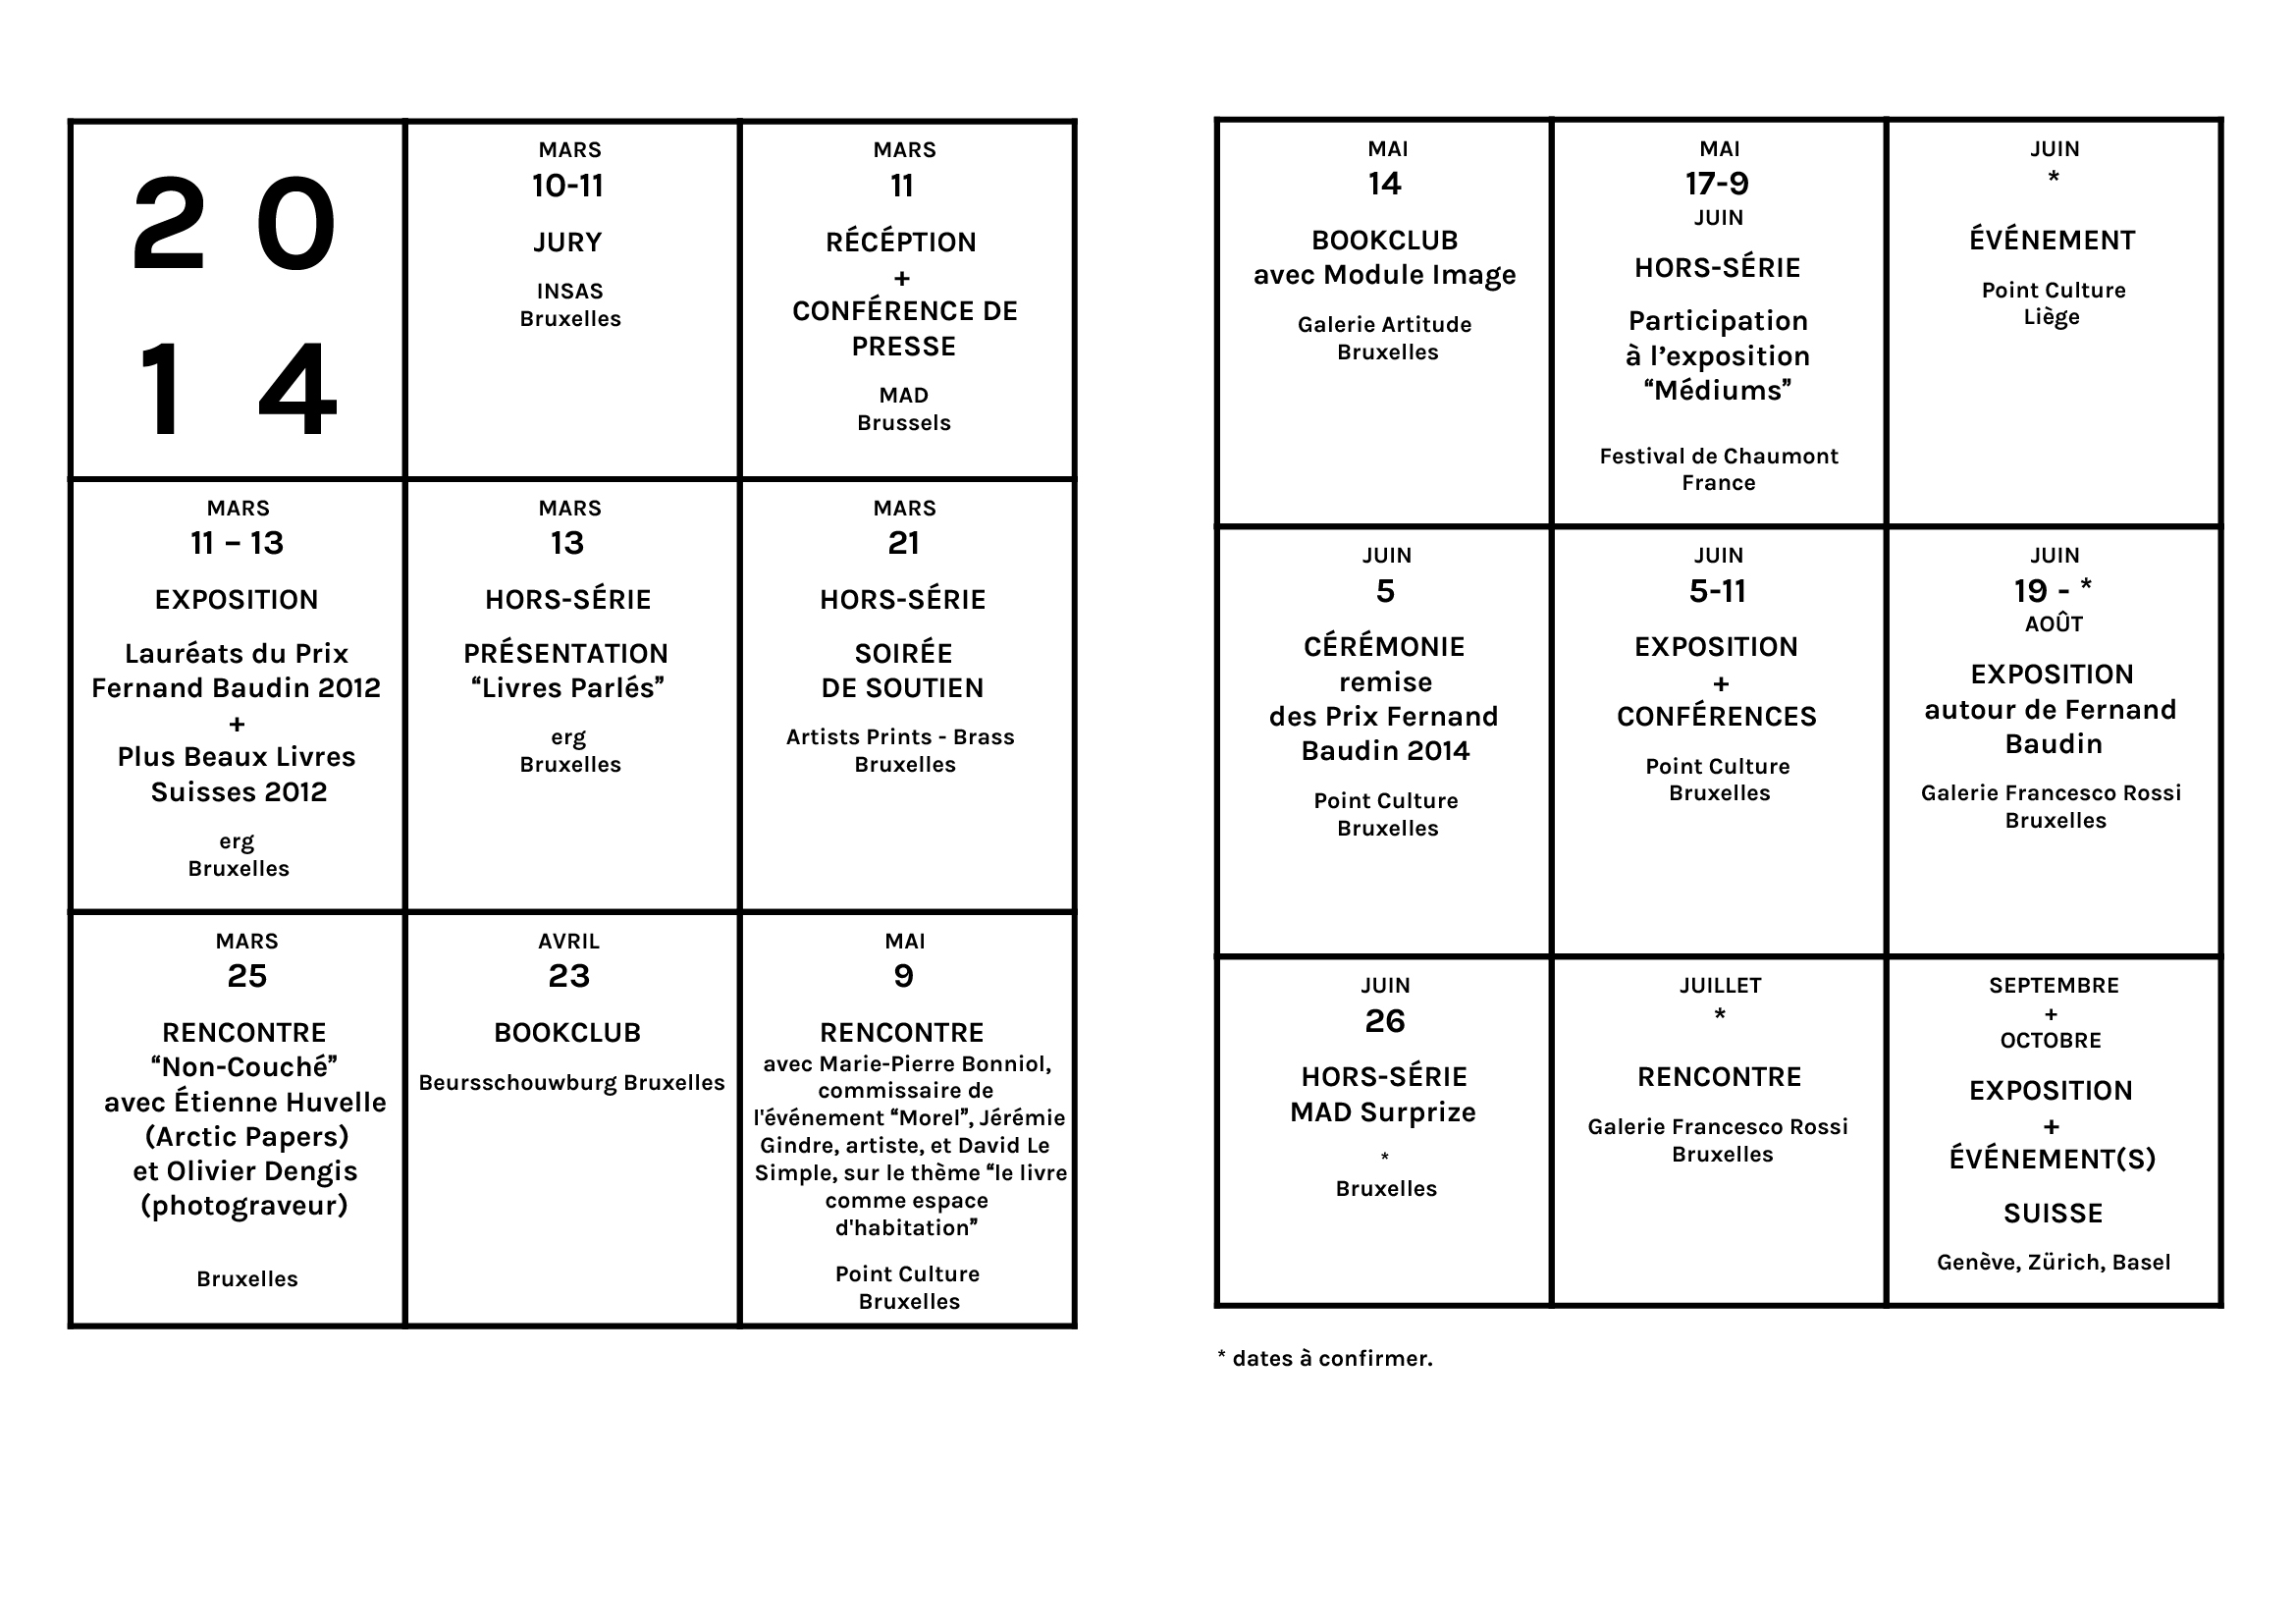 2 0
1 4
MARS
10-11
JURY
INSAS
Bruxelles
MARS
11
RÉCÉPTION
+
CONFÉRENCE DE
PRESSE
MAD
Brussels
MARS
11 – 13
EXPOSITION
Lauréats du Prix
Fernand Baudin 2012
+
Plus Beaux Livres
Suisses 2012
erg
Bruxelles
MARS
13
HORS-SÉRIE
PRÉSENTATION
“Livres Parlés”
erg
Bruxelles
MARS
21
HORS-SÉRIE
SOIRÉE
DE SOUTIEN
Artists Prints - Brass
Bruxelles
MARS
25
RENCONTRE
“Non-Couché”
avec Étienne Huvelle
(Arctic Papers)
et Olivier Dengis
(photograveur)
Bruxelles
AVRIL
23
BOOKCLUB
Beursschouwburg Bruxelles
MAI
9
RENCONTRE
avec Marie-Pierre Bonniol,
commissaire de
l'événement “Morel”, Jérémie
Gindre, artiste, et David Le
Simple, sur le thème “le livre
comme espace
d'habitation”
Point Culture
Bruxelles
MAI
14
BOOKCLUB
avec Module Image
Galerie Artitude
Bruxelles
MAI
17-9
JUIN
HORS-SÉRIE
Participation
à l’exposition
“Médiums”
Festival de Chaumont
France
JUIN
*
ÉVÉNEMENT
Point Culture
Liège
JUIN
5
CÉRÉMONIE
remise
des Prix Fernand
Baudin 2014
Point Culture
Bruxelles
JUIN
5-11
EXPOSITION
+
CONFÉRENCES
Point Culture
Bruxelles
JUIN
19 - *
AOÛT
EXPOSITION
autour de Fernand
Baudin
Galerie Francesco Rossi
Bruxelles
JUIN
26
HORS-SÉRIE
MAD Surprize
*
Bruxelles
JUILLET
*
RENCONTRE
Galerie Francesco Rossi
Bruxelles
SEPTEMBRE
+
OCTOBRE
EXPOSITION
+
ÉVÉNEMENT(S)
SUISSE
Genève, Zürich, Basel
* dates à confirmer.